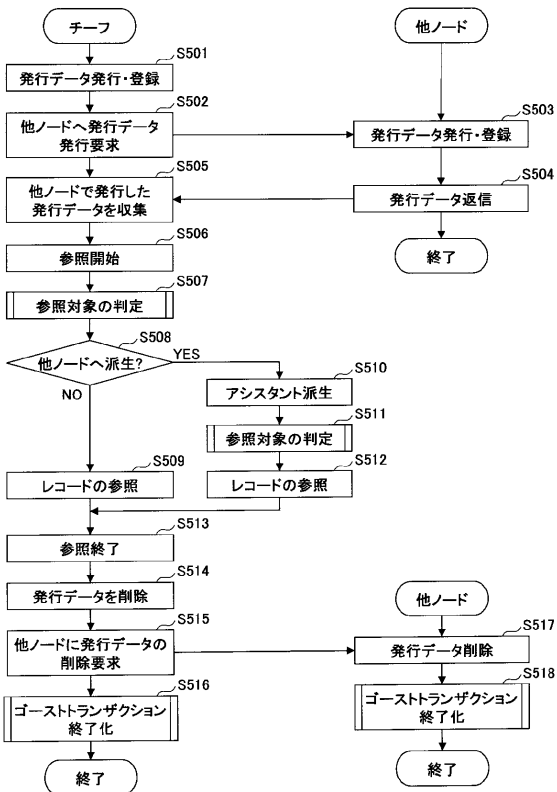 チーフ
他ノード
S501
発行データ発行・登録
S502
他ノードへ発行データ
発行要求
S503
発行データ発行・登録
S504
発行データ返信
終了
S505
他ノードで発行した
発行データを収集
S506
参照開始
S507
参照対象の判定
S508
他ノードへ派生?
YES
NO
S510
アシスタント派生
S511
参照対象の判定
S512
レコードの参照
S509
レコードの参照
S513
参照終了
S514
発行データを削除
S515
他ノードに発行データの
削除要求
S516
ゴーストトランザクション
終了化
終了
他ノード
S517
発行データ削除
S518
ゴーストトランザクション
終了化
終了